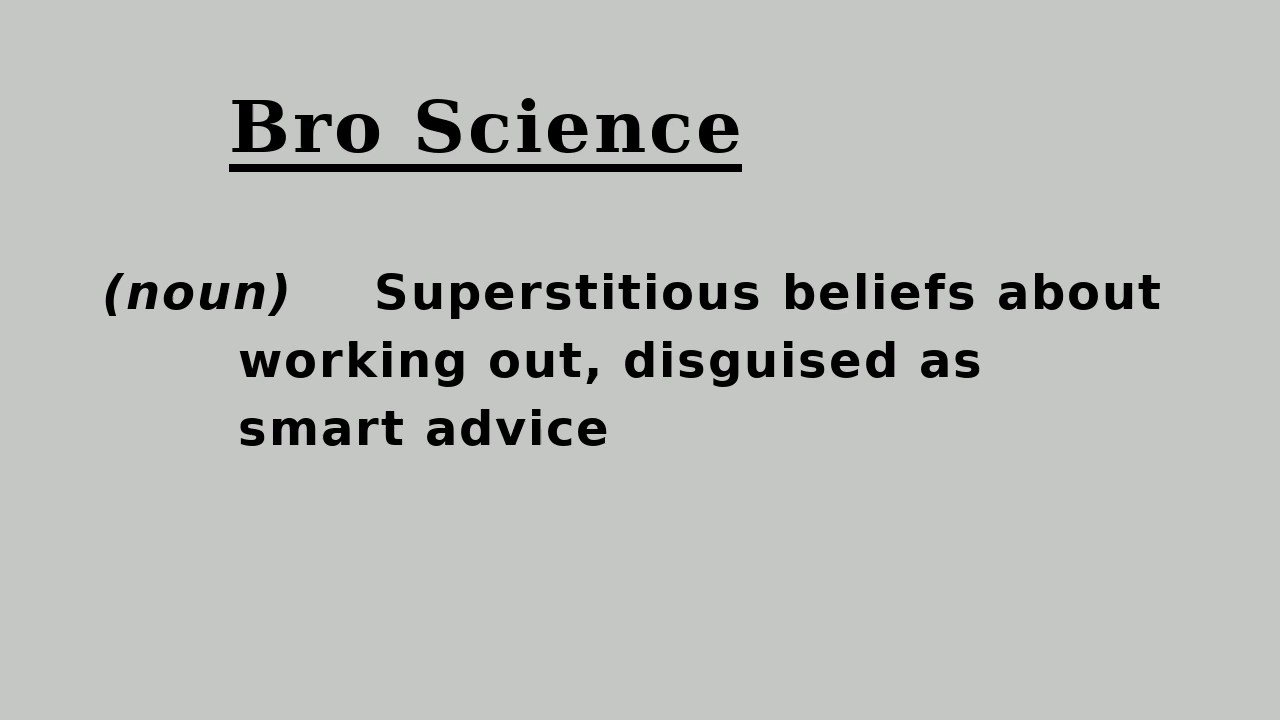 Bro Science
(noun) Superstitious beliefs about
working out, disguised as
smart advice